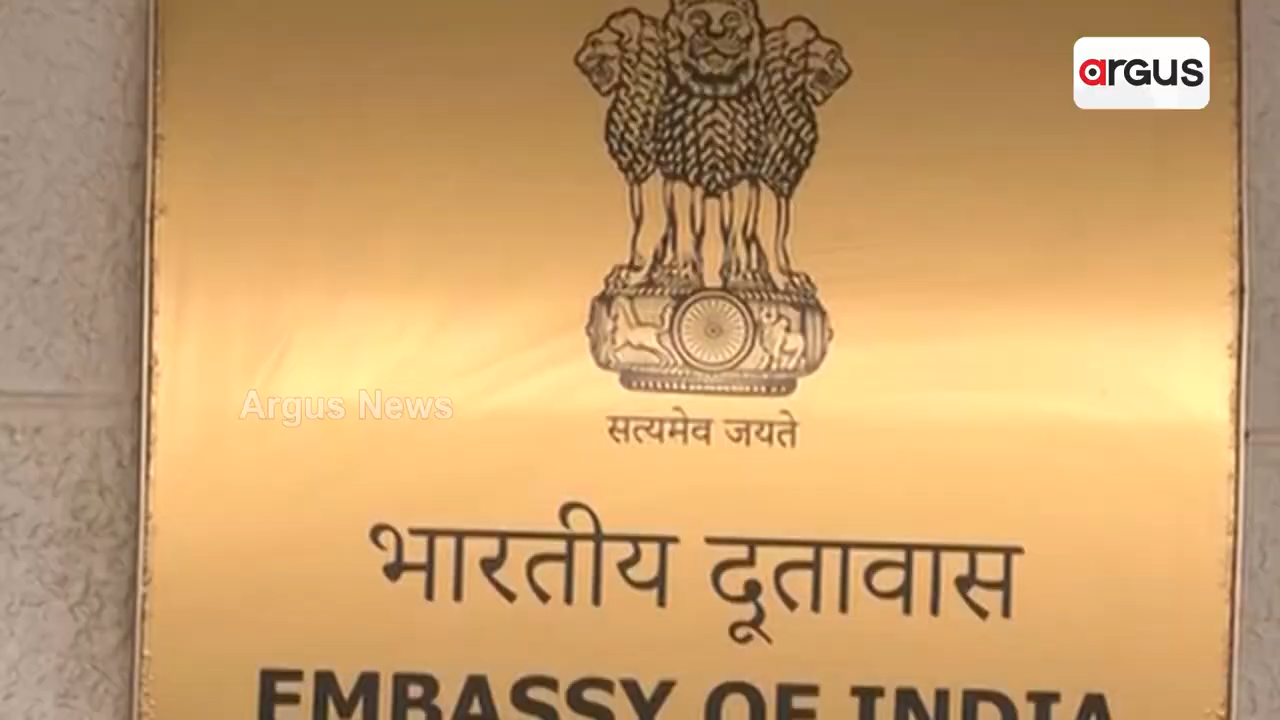 argus
Argus News
सत्यमेव जयते
भारतीय दूतावास
EMBASSY OF INDIA